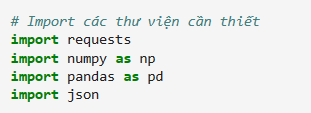 # Import các thư viện cần thiết
import requests
import numpy as np
import pandas as pd
import json